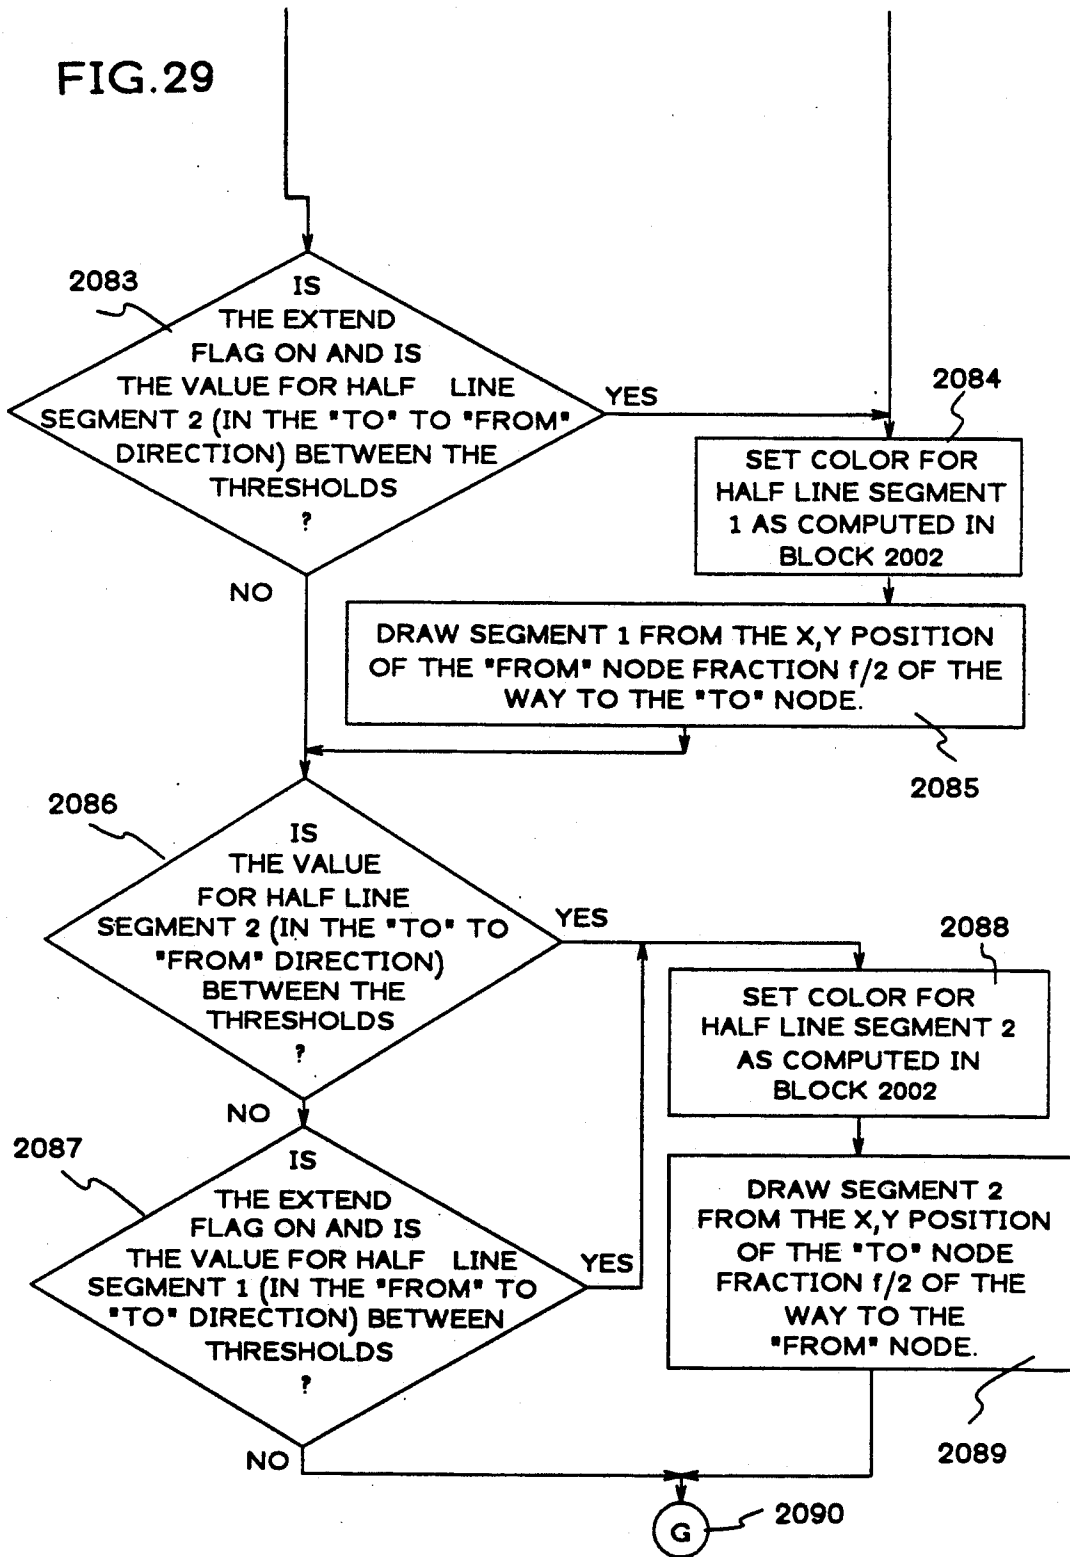 FIG.29
2083
IS
THE EXTEND
FLAG ON AND IS
THE VALUE FOR HALF LINE
SEGMENT 2 (IN THE "TO" TO "FROM"
DIRECTION) BETWEEN THE
THRESHOLDS
?
YES
NO
2084
SET COLOR FOR
HALF LINE SEGMENT
1 AS COMPUTED IN
BLOCK 2002
DRAW SEGMENT 1 FROM THE X,Y POSITION
OF THE "FROM" NODE FRACTION f/2 OF THE
WAY TO THE "TO" NODE.
2085
2086
IS
THE VALUE
FOR HALF LINE
SEGMENT 2 (IN THE "TO" TO
"FROM" DIRECTION)
BETWEEN THE
THRESHOLDS
?
YES
NO
2088
SET COLOR FOR
HALF LINE SEGMENT 2
AS COMPUTED IN
BLOCK 2002
2087
IS
THE EXTEND
FLAG ON AND IS
THE VALUE FOR HALF LINE
SEGMENT 1 (IN THE "FROM" TO
"TO" DIRECTION) BETWEEN
THRESHOLDS
?
YES
NO
DRAW SEGMENT 2
FROM THE X,Y POSITION
OF THE "TO" NODE
FRACTION f/2 OF THE
WAY TO THE
"FROM" NODE.
2089
G
2090